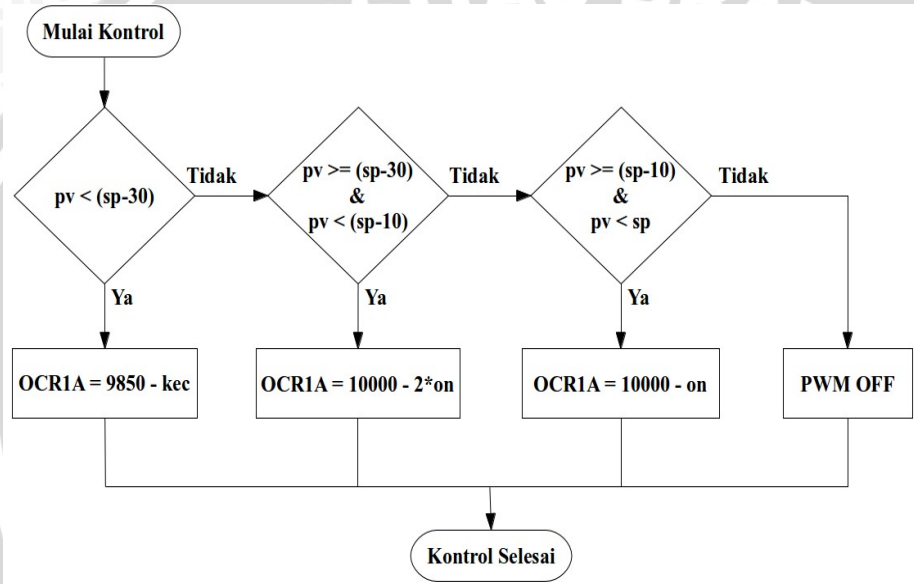 Mulai Kontrol
pv < (sp-30)
Tidak
pv >= (sp-30)
&
pv < (sp-10)
Tidak
pv >= (sp-10)
&
pv < sp
Tidak
Ya
Ya
Ya
OCR1A = 9850 - kec
OCR1A = 10000 - 2*on
OCR1A = 10000 - on
PWM OFF
Kontrol Selesai